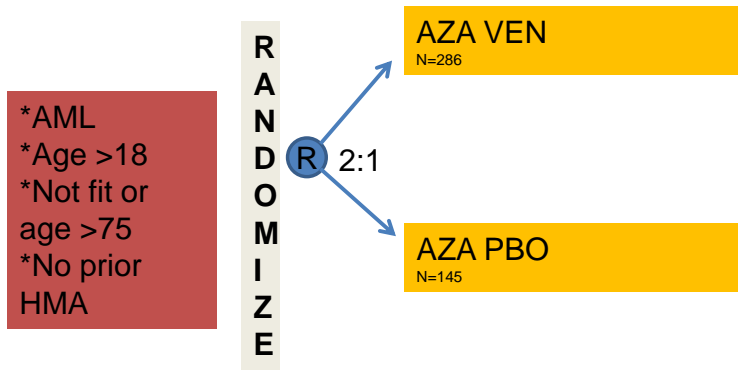 *AML
*Age >18
*Not fit or
age >75
*No prior
HMA
R
A
N
D
O
M
I
Z
E
R
2:1
AZA VEN
N=286
AZA PBO
N=145